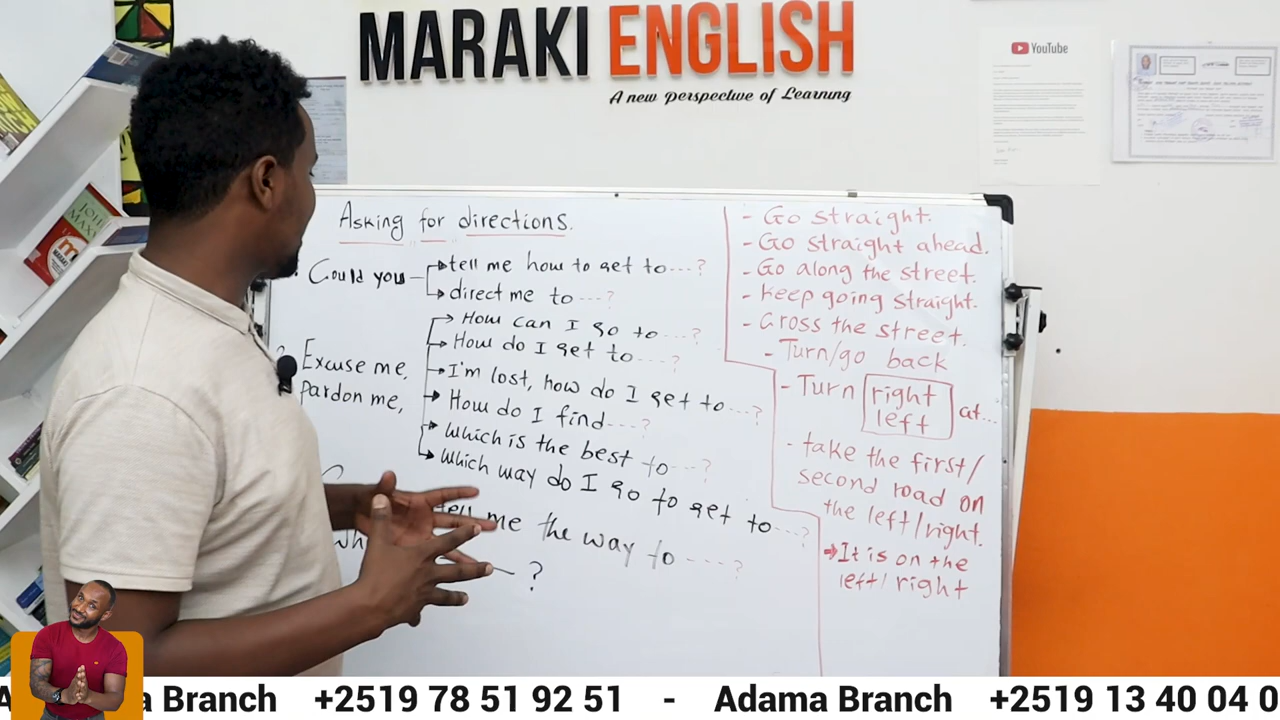 MARAKI ENGLISH
A new perspective of Learning
YouTube
JOIN
MARAKI
Asking for directions.
Could you
tell me how to get to....?
direct me to ---?
Excuse me,
pardon me,
How can I go to ....?
How do I get to ....?
I'm lost, how do I get to....?
How do I find....?
which is the best to---?
which way do I go to get to....?
tell me the way to ----?
wh
?
- Go straight.
- Go straight ahead.
- Go along the street.
- keep going straight.
- Cross the street.
- Turn/go back
- Turn right at...
left
- take the first/
second road on
the left/right.
It is on the
left/right
a Branch +2519 78 51 92 51 - Adama Branch +2519 13 40 04 0